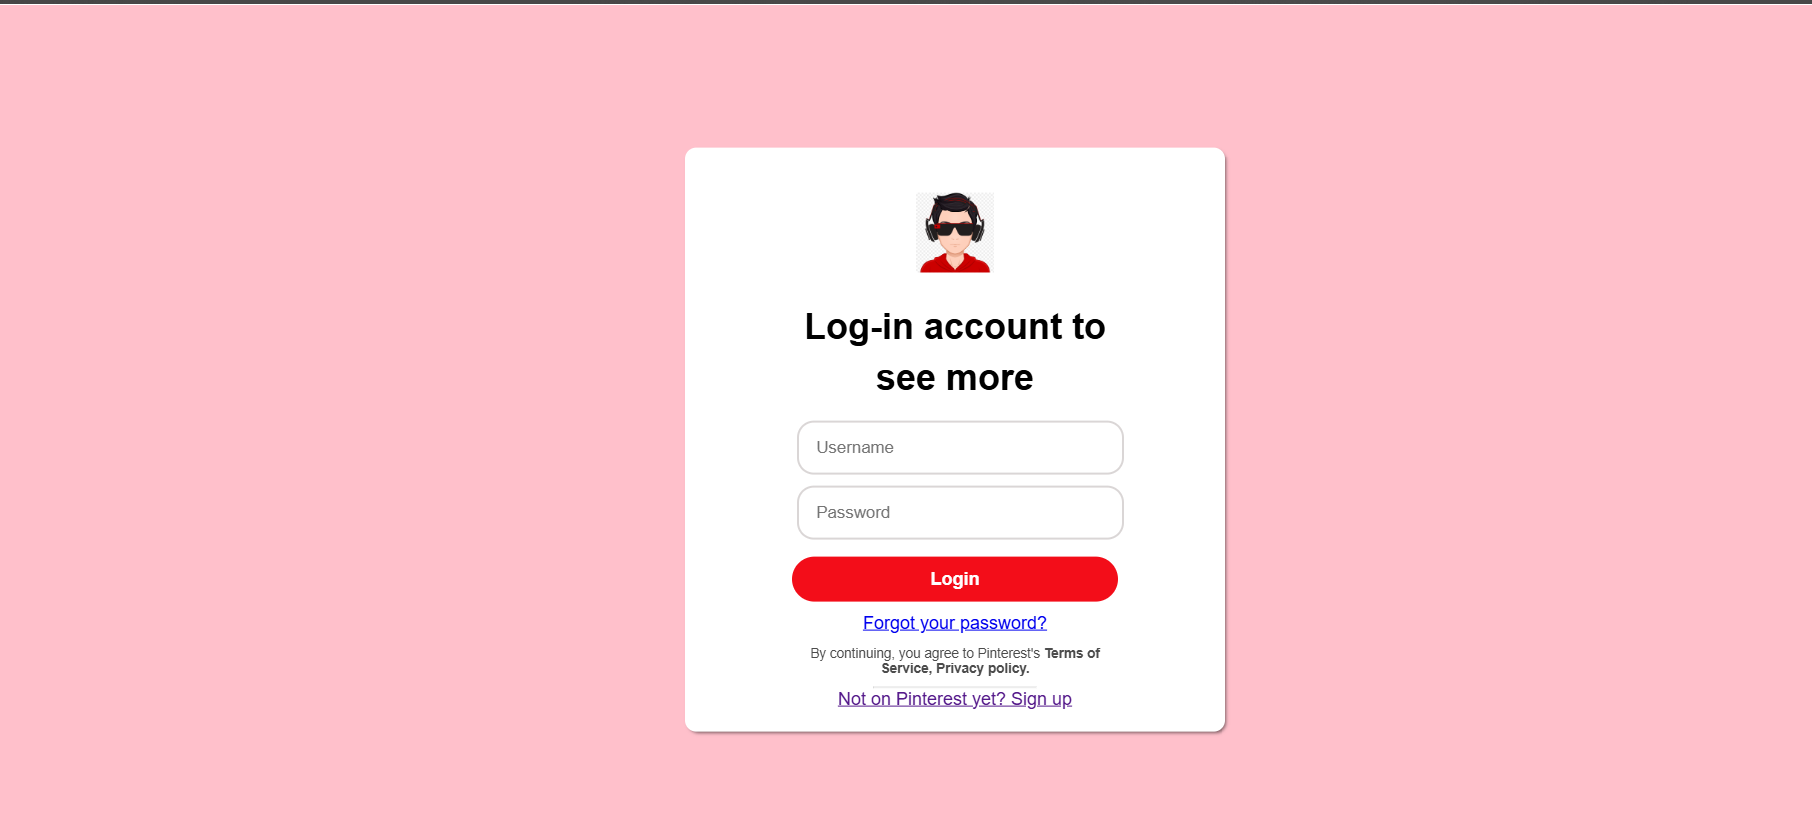 Log-in account to
see more
Username
Password
Login
Forgot your password?
By continuing, you agree to Pinterest's Terms of
Service, Privacy policy.
Not on Pinterest yet? Sign up